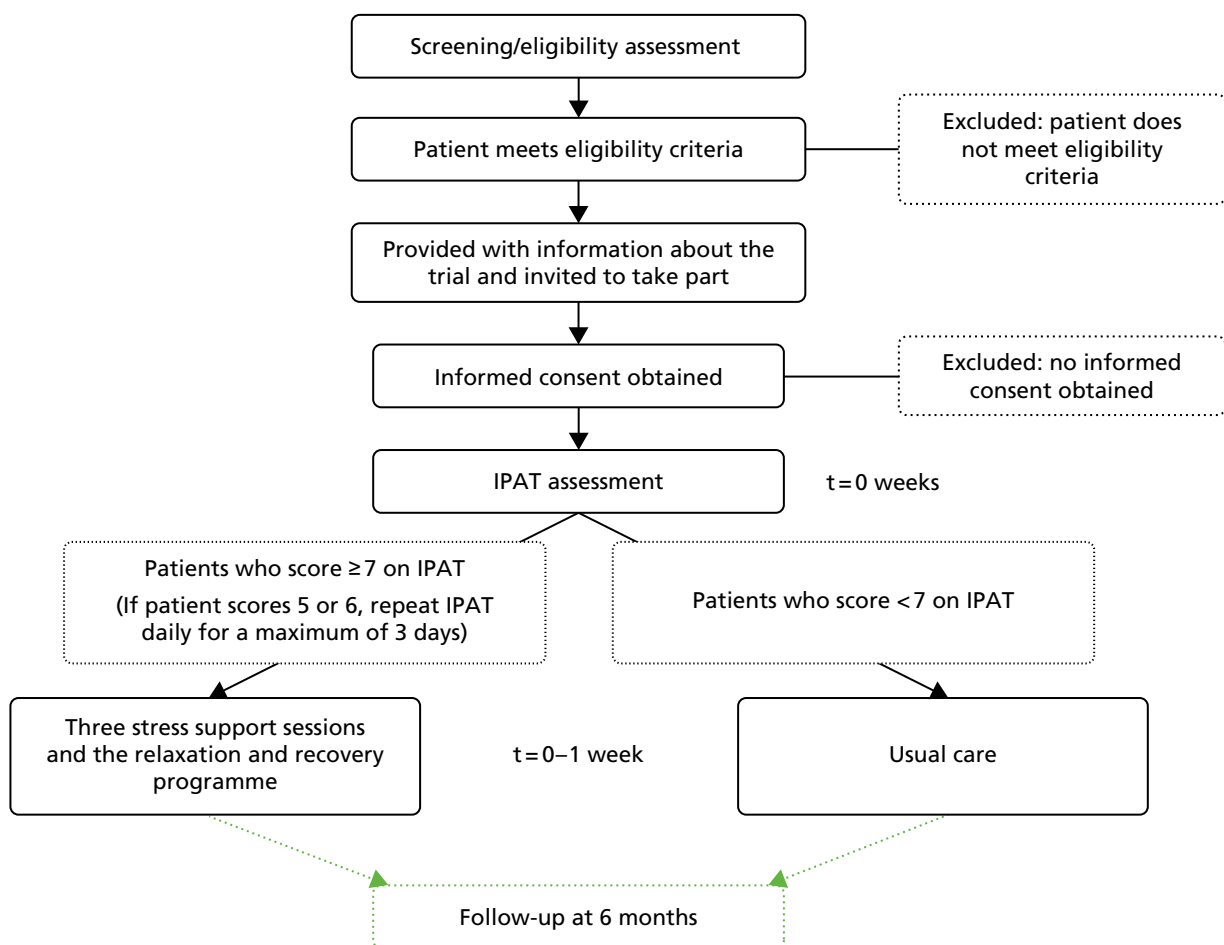 Screening/eligibility assessment
Patient meets eligibility criteria
Excluded: patient does
not meet eligibility
criteria
Provided with information about the
trial and invited to take part
Informed consent obtained
Excluded: no informed
consent obtained
IPAT assessment
t=0 weeks
Patients who score ≥7 on IPAT
(If patient scores 5 or 6, repeat IPAT
daily for a maximum of 3 days)
Patients who score <7 on IPAT
Three stress support sessions
and the relaxation and recovery
programme
t=0–1 week
Usual care
Follow-up at 6 months